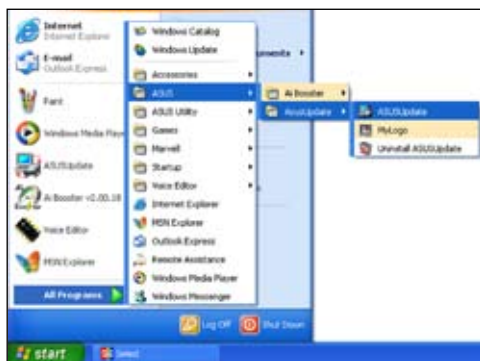 Internet
Internet Explorer
E-mail
Outlook Express
Paint
Windows Media Player
ASUSUpdate
Ai Booster v2.00.18
Voice Editor
MSN Explorer
All Programs
Windows Catalog
Windows Update
Accessories
ASUS
ASUS Utility
Games
Marvell
Startup
Voice Editor
Internet Explorer
MSN Explorer
Outlook Express
Remote Assistance
Windows Media Player
Windows Messenger
Ai Booster
AsusUpdate
ASUSUpdate
MyLogo
Uninstall ASUSUpdate
Log Off
Shut Down
start